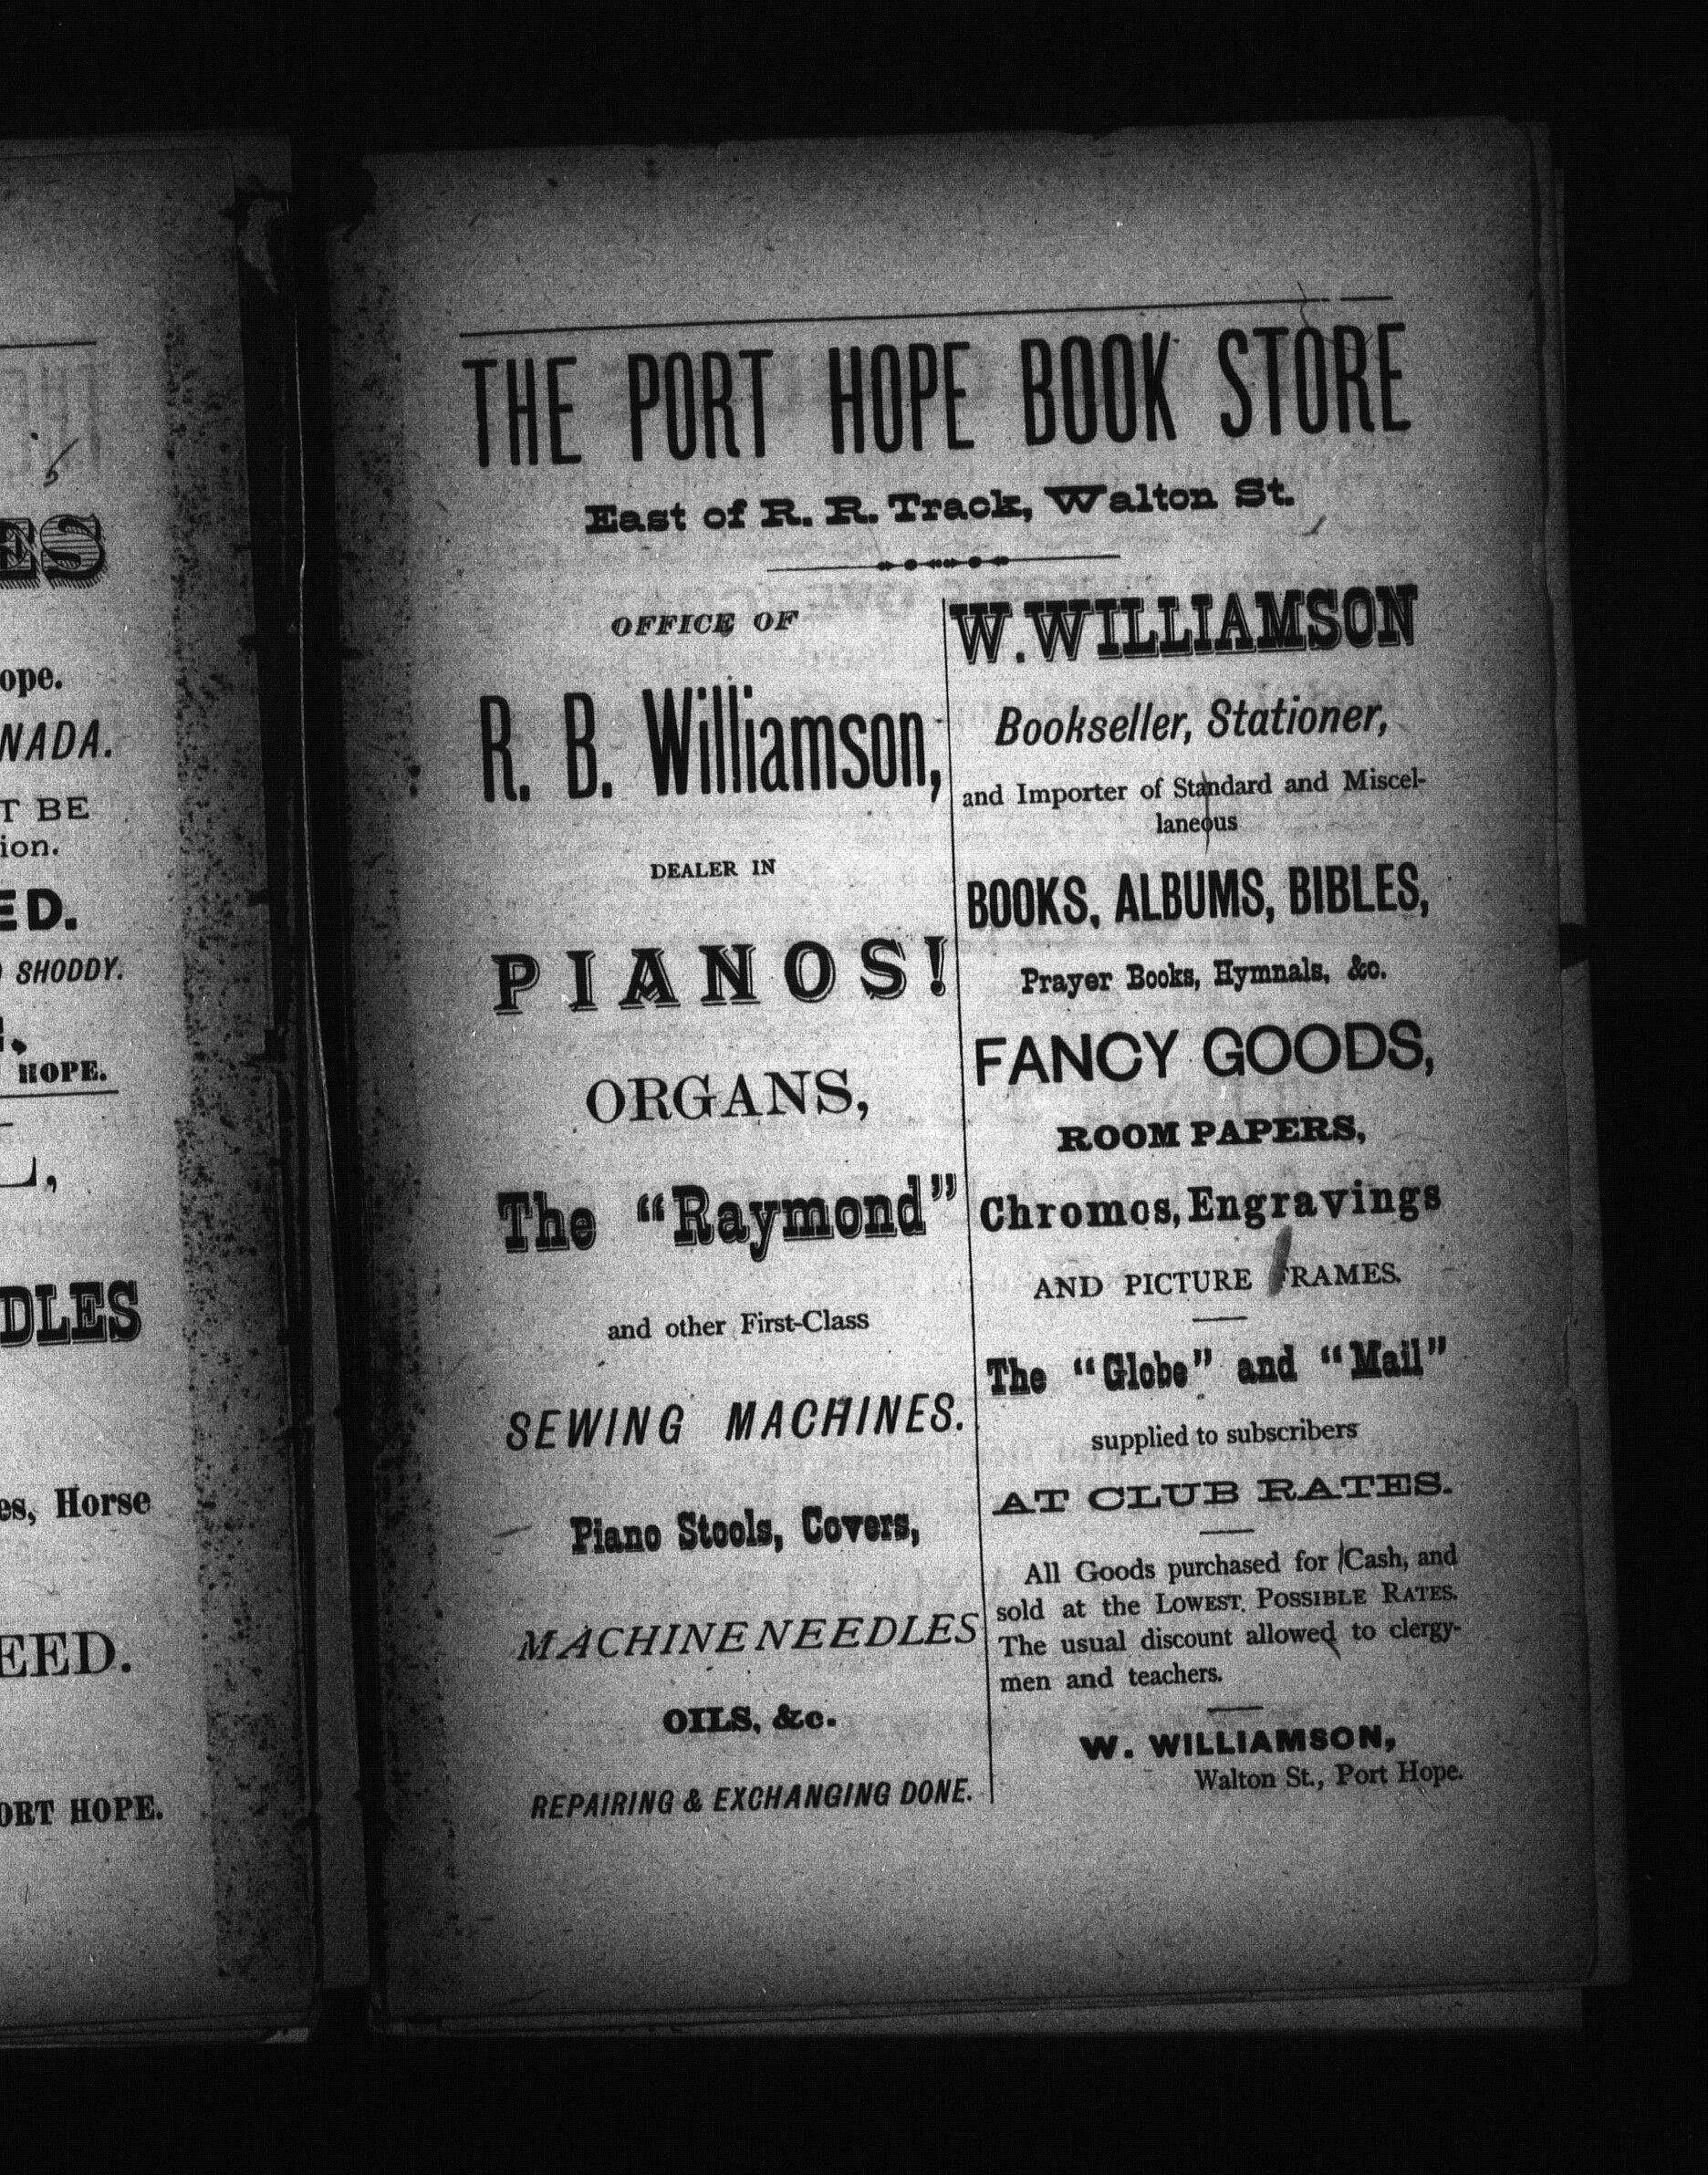 ES
ope.
NADA.
T BE
ion.
ED.
SHODDY.
HOPE.
DLES
es, Horse
EED.
ORT HOPE.
THE PORT HOPE BOOK STORE
East of R. R. Track, Walton St.
OFFICE OF
R. B. Williamson,
DEALER IN
PIANOS!
ORGANS,
The "Raymond"
and other First-Class
SEWING MACHINES.
Piano Stools, Covers,
MACHINE NEEDLES
OILS, &c.
REPAIRING & EXCHANGING DONE.
W. WILLIAMSON
Bookseller, Stationer,
and Importer of Standard and Miscel-
laneous
BOOKS, ALBUMS, BIBLES,
Prayer Books, Hymnals, &c.
FANCY GOODS,
ROOM PAPERS,
Chromos, Engravings
AND PICTURE FRAMES.
The "Globe" and "Mail"
supplied to subscribers
AT CLUB RATES.
All Goods purchased for Cash, and
sold at the LOWEST POSSIBLE RATES.
The usual discount allowed to clergy-
men and teachers.
W. WILLIAMSON,
Walton St., Port Hope.